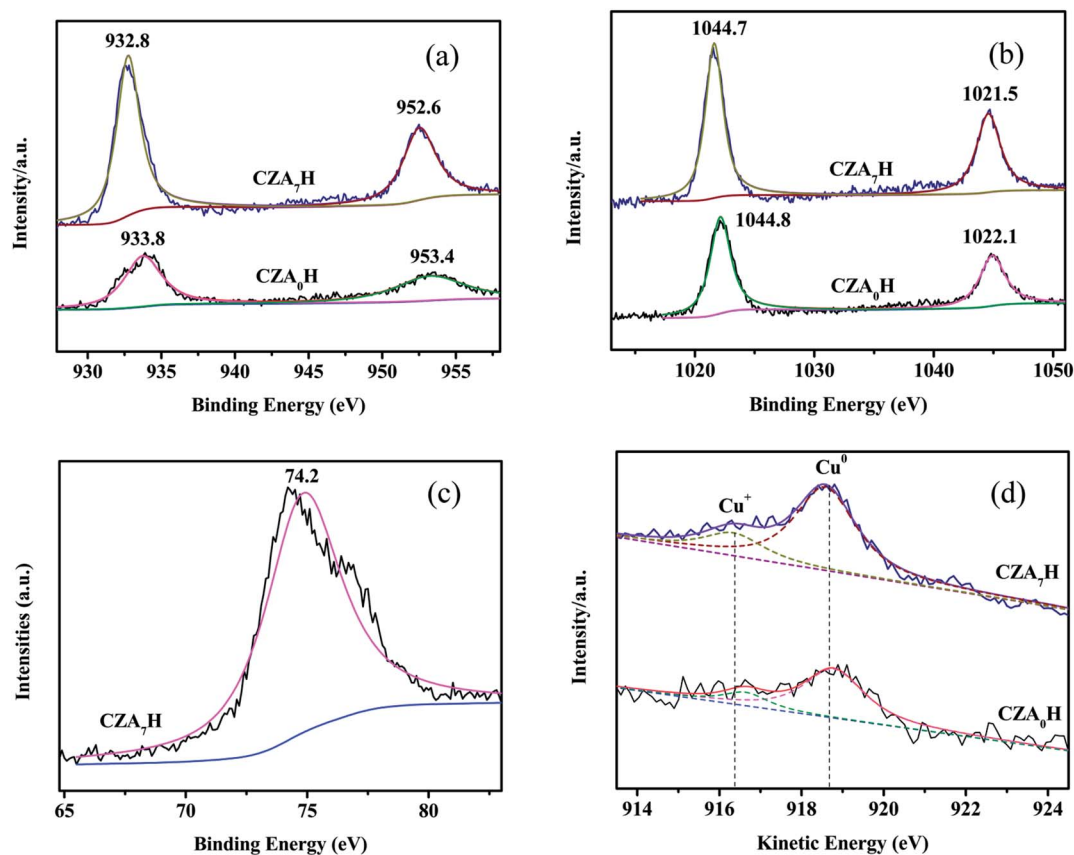 932.8
(a)
952.6
CZA₇H
933.8
953.4
CZA₀H
Intensity/a.u.
930 935 940 945 950 955
Binding Energy (eV)
1044.7
(b)
1021.5
CZA₇H
1044.8
1022.1
CZA₀H
Intensity/a.u.
1020 1030 1040 1050
Binding Energy (eV)
74.2
(c)
CZA₇H
Intensities (a.u.)
65 70 75 80
Binding Energy (eV)
Cu⁰
(d)
Cu⁺
CZA₇H
CZA₀H
Intensity/a.u.
914 916 918 920 922 924
Kinetic Energy (eV)